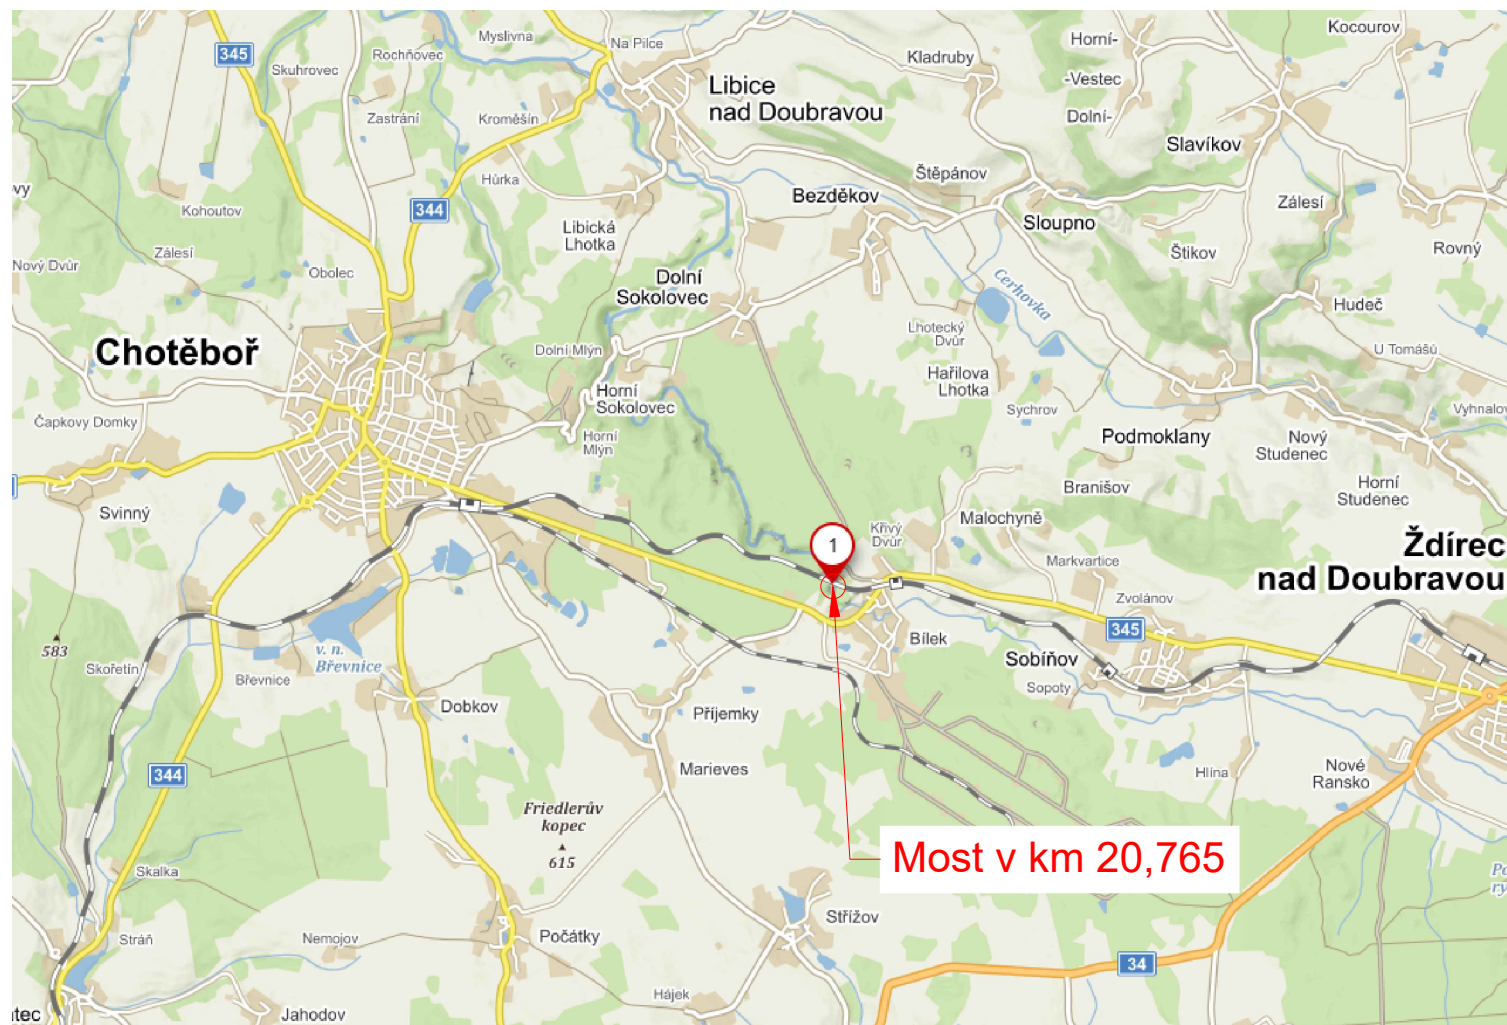 Kocourov
Myslivna
Na Pilce
Horní-
345
Rochňovec
Kladruby
Skuhrovec
-Vestec
Libice
nad Doubravou
Zastrání
Kroměšín
Dolní-
Slavíkov
Štěpánov
Hůrka
Bezděkov
Zálesí
344
Kohoutov
Sloupno
Libická
Lhotka
Rovný
Zálesí
Štikov
Nový Dvůr
Obolec
Dolní
Sokolovec
Cerhovka
Hudeč
Lhotecký
Dvůr
Chotěboř
Dolní Mlýn
U Tomášů
Hařilova
Lhotka
Horní
Sokolovec
Sychrov
Vyhnalov
Čapkovy Domky
Horní
Mlýn
Podmoklany
Nový
Studenec
Branišov
Horní
Studenec
Svinný
Malochyně
Křivý
Dvůr
1
Ždírec
nad Doubravou
Markvartice
Zvolánov
345
583
v. n.
Břevnice
Bílek
Sobíňov
Skořetín
Břevnice
Sopoty
Dobkov
Příjemky
344
Marieves
Hlína
Nové
Ransko
Friedlerův
kopec
615
Most v km 20,765
Skalka
Střížov
Stráň
Nemojov
Počátky
34
Hájek
Jahodov